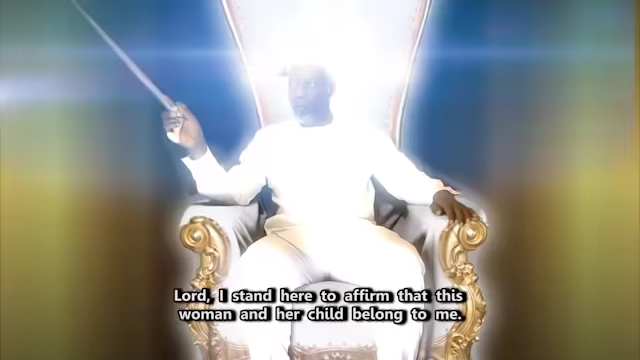 Lord, I stand here to affirm that this
woman and her child belong to me.